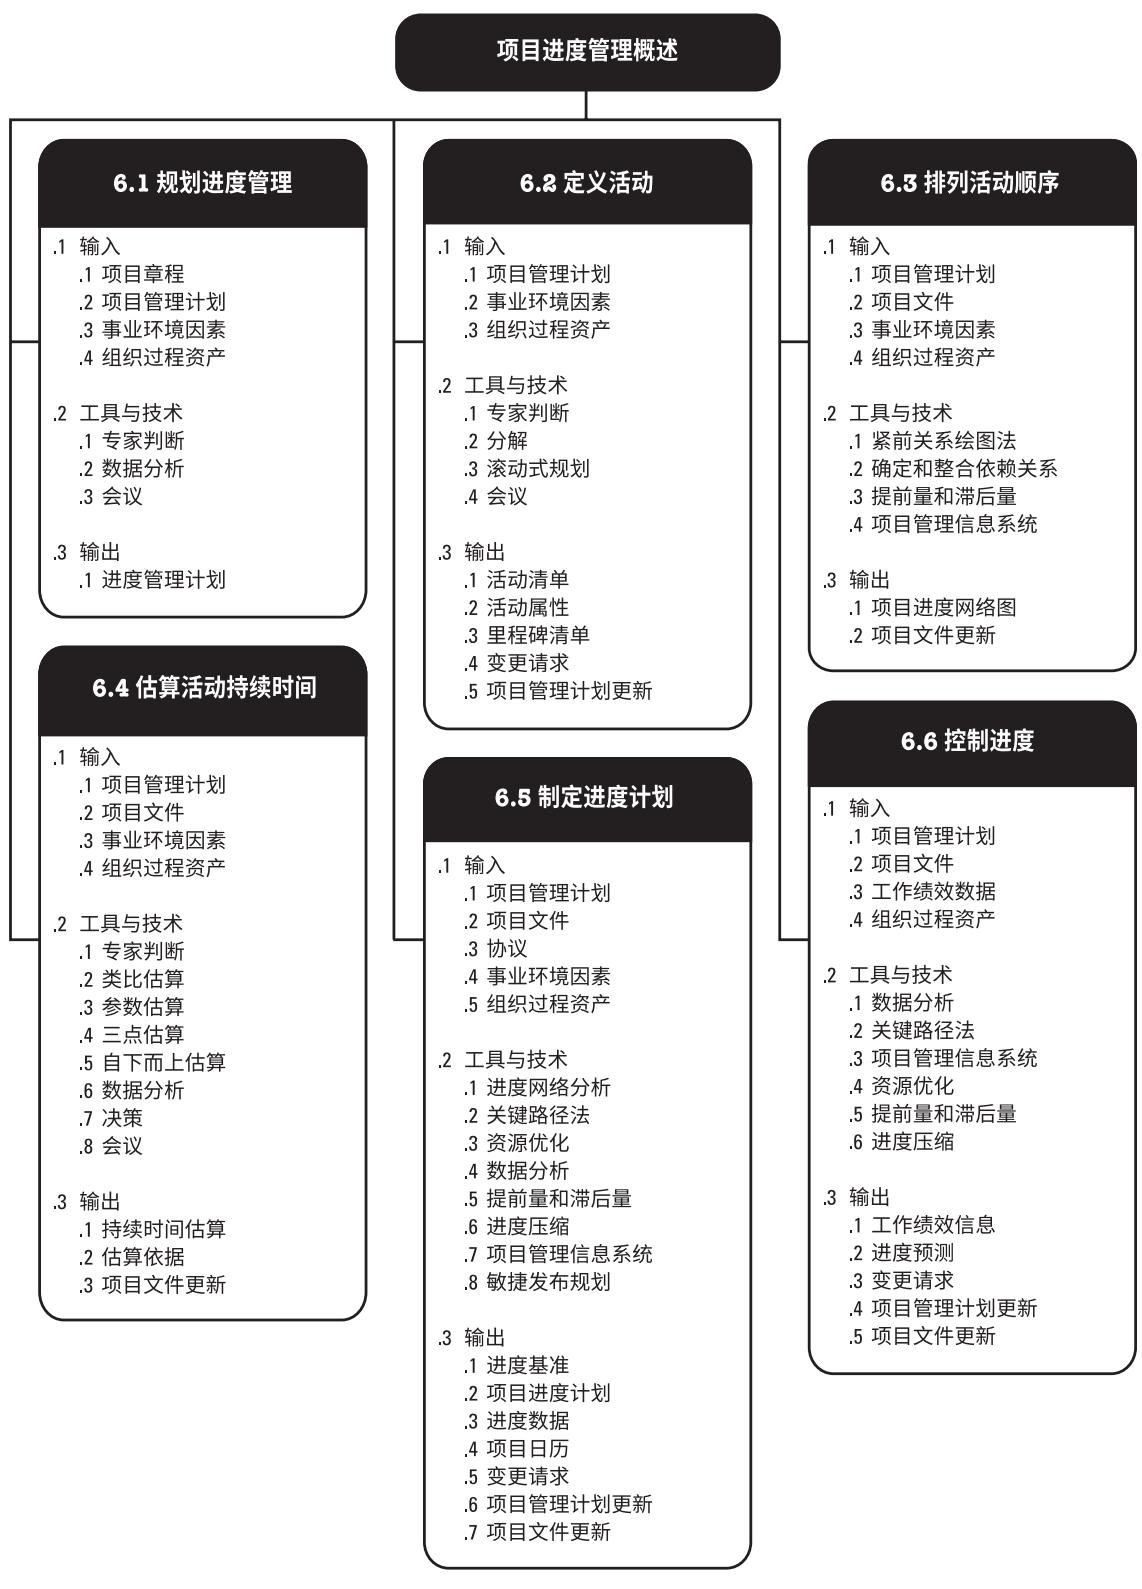 项目进度管理概述
6.1 规划进度管理
.1 输入
.1 项目章程
.2 项目管理计划
.3 事业环境因素
.4 组织过程资产
.2 工具与技术
.1 专家判断
.2 数据分析
.3 会议
.3 输出
.1 进度管理计划
6.2 定义活动
.1 输入
.1 项目管理计划
.2 事业环境因素
.3 组织过程资产
.2 工具与技术
.1 专家判断
.2 分解
.3 滚动式规划
.4 会议
.3 输出
.1 活动清单
.2 活动属性
.3 里程碑清单
.4 变更请求
.5 项目管理计划更新
6.3 排列活动顺序
.1 输入
.1 项目管理计划
.2 项目文件
.3 事业环境因素
.4 组织过程资产
.2 工具与技术
.1 紧前关系绘图法
.2 确定和整合依赖关系
.3 提前量和滞后量
.4 项目管理信息系统
.3 输出
.1 项目进度网络图
.2 项目文件更新
6.4 估算活动持续时间
.1 输入
.1 项目管理计划
.2 项目文件
.3 事业环境因素
.4 组织过程资产
.2 工具与技术
.1 专家判断
.2 类比估算
.3 参数估算
.4 三点估算
.5 自下而上估算
.6 数据分析
.7 决策
.8 会议
.3 输出
.1 持续时间估算
.2 估算依据
.3 项目文件更新
6.5 制定进度计划
.1 输入
.1 项目管理计划
.2 项目文件
.3 协议
.4 事业环境因素
.5 组织过程资产
.2 工具与技术
.1 进度网络分析
.2 关键路径法
.3 资源优化
.4 数据分析
.5 提前量和滞后量
.6 进度压缩
.7 项目管理信息系统
.8 敏捷发布规划
.3 输出
.1 进度基准
.2 项目进度计划
.3 进度数据
.4 项目日历
.5 变更请求
.6 项目管理计划更新
.7 项目文件更新
6.6 控制进度
.1 输入
.1 项目管理计划
.2 项目文件
.3 工作绩效数据
.4 组织过程资产
.2 工具与技术
.1 数据分析
.2 关键路径法
.3 项目管理信息系统
.4 资源优化
.5 提前量和滞后量
.6 进度压缩
.3 输出
.1 工作绩效信息
.2 进度预测
.3 变更请求
.4 项目管理计划更新
.5 项目文件更新